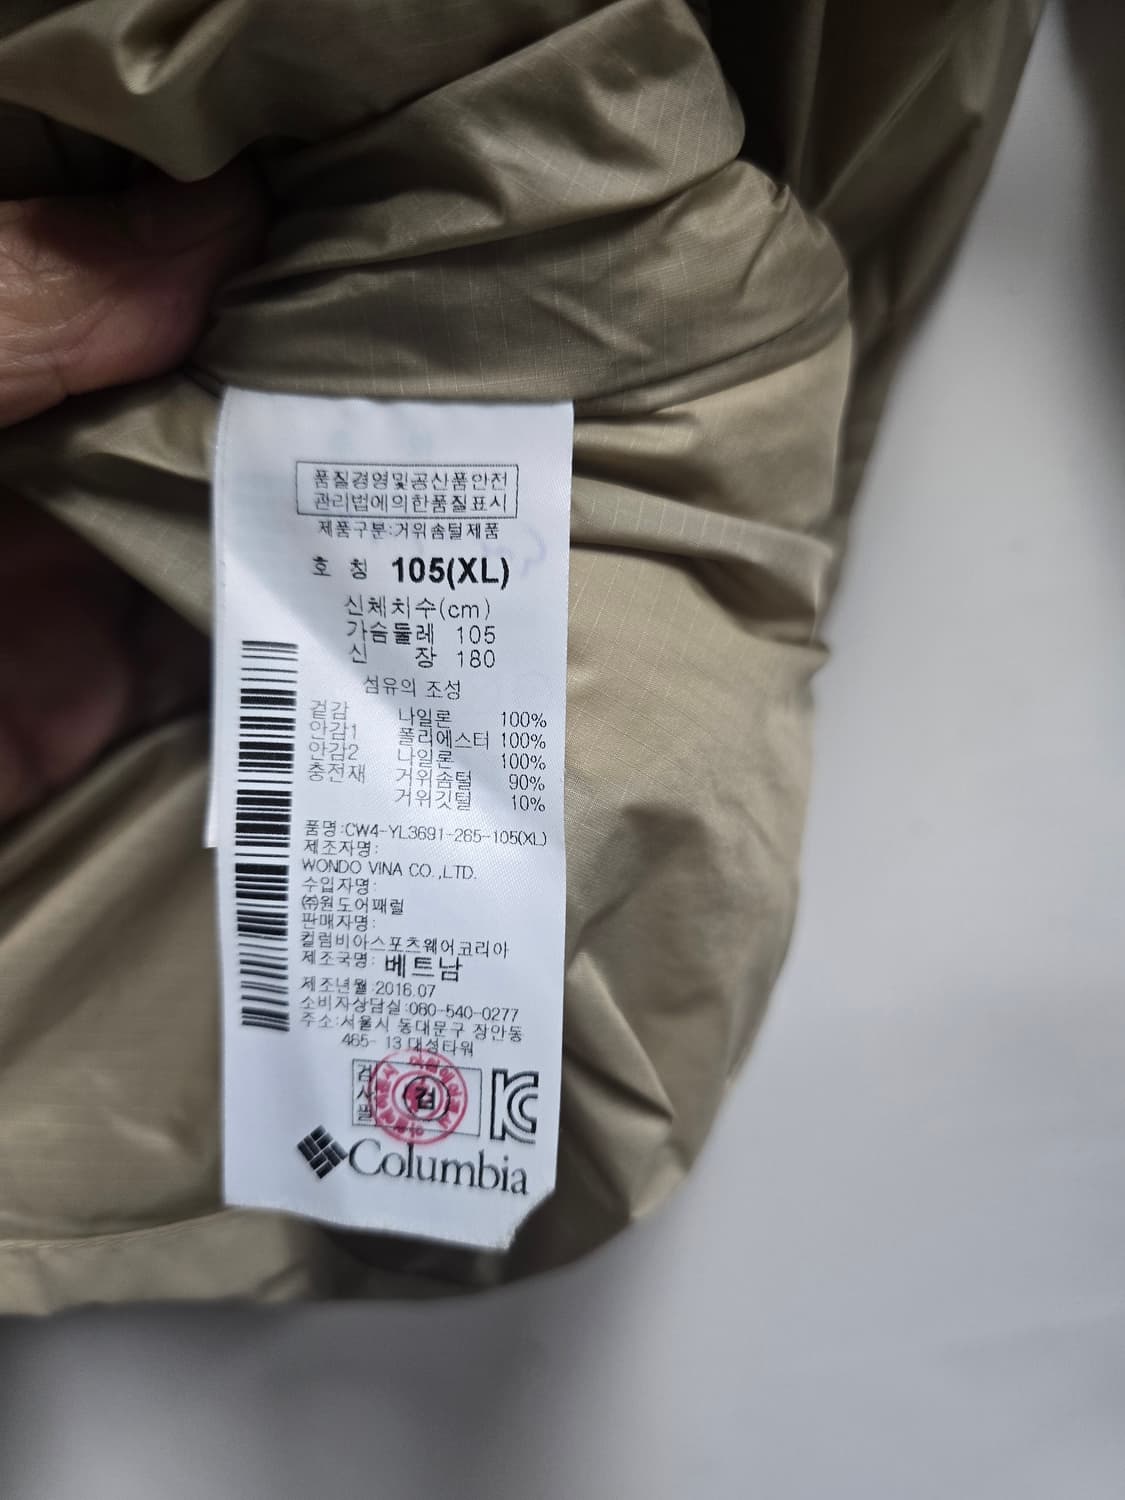 품질경영및공산품안전
관리법에의한품질표시
제품구분:거위솜털제품
호 칭 105(XL)
신체치수(cm)
가슴둘레 105
신 장 180
섬유의 조성
겉감 나일론 100%
안감1 폴리에스터 100%
안감2 나일론 100%
충전재 거위솜털 90%
거위깃털 10%
품명:CW4-YL3691-265-105(XL)
제조자명:
WONDO VINA CO.,LTD.
수입자명:
㈜원도어패럴
판매자명:
컬럼비아스포츠웨어코리아
제조국명: 베트남
제조년월:2016.07
소비자상담실:080-540-0277
주소:서울시 동대문구 장안동
465-13 대성타워
검사필
검
Columbia